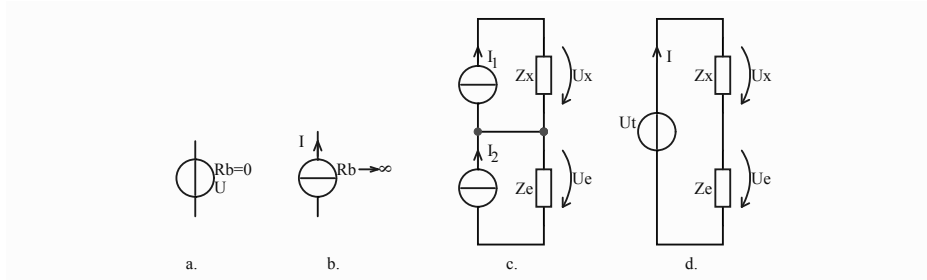 Rb=0
U
a.
I
Rb ∞
b.
I1
Zx
Ux
I2
Ze
Ue
c.
I
Ut
Zx
Ux
Ze
Ue
d.